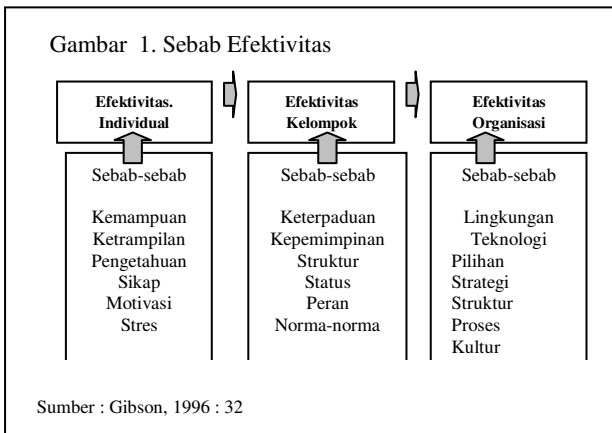 Gambar  1. Sebab Efektivitas
Efektivitas.
Individual
Efektivitas
Kelompok
Efektivitas
Organisasi
Sebab-sebab
Kemampuan
Ketrampilan
Pengetahuan
Sikap
Motivasi
Stres
Sebab-sebab
Keterpaduan
Kepemimpinan
Struktur
Status
Peran
Norma-norma
Sebab-sebab
Lingkungan
Teknologi
Pilihan
Strategi
Struktur
Proses
Kultur
Sumber : Gibson, 1996 : 32